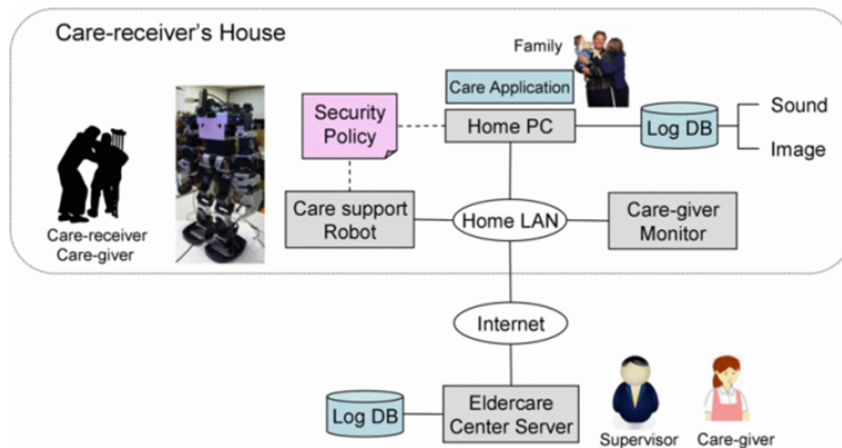 Care-receiver's House
Family
Care Application
Security
Policy
Home PC
Log DB
Sound
Image
Care support
Robot
Home LAN
Care-giver
Monitor
Care-receiver
Care-giver
Internet
Log DB
Eldercare
Center Server
Supervisor
Care-giver